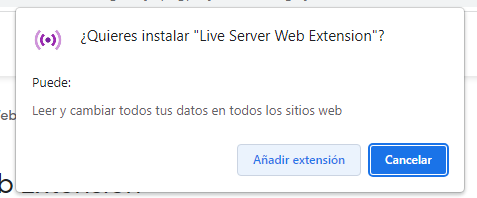 ¿Quieres instalar "Live Server Web Extension"?
Puede:
Leer y cambiar todos tus datos en todos los sitios web
Añadir extensión
Cancelar